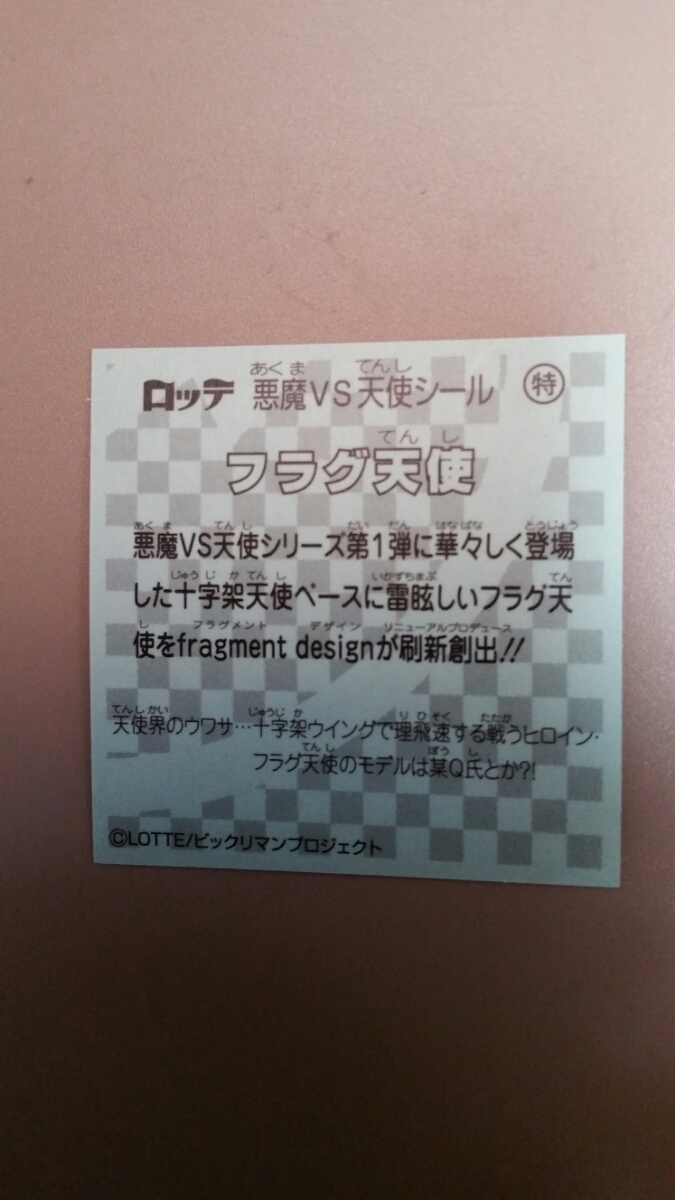 あくま てんし
ロッテ 悪魔VS天使シール 特
てんし
フラグ天使
あくま てんし だい だん はなばな とうじょう
悪魔VS天使シリーズ第1弾に華々しく登場
じゅうじ か てんし いかずちまぶ てん
した十字架天使ベースに雷眩しいフラグ天
し フラグメント デザイン リニューアルプロデュース
使をfragment designが刷新創出!!
てんしかい じゅうじ か りひそく たたか
天使界のウワサ…十字架ウイングで理飛速する戦うヒロイン・
てんし ぼう し
フラグ天使のモデルは某Q氏とか?!
©LOTTE/ビックリマンプロジェクト